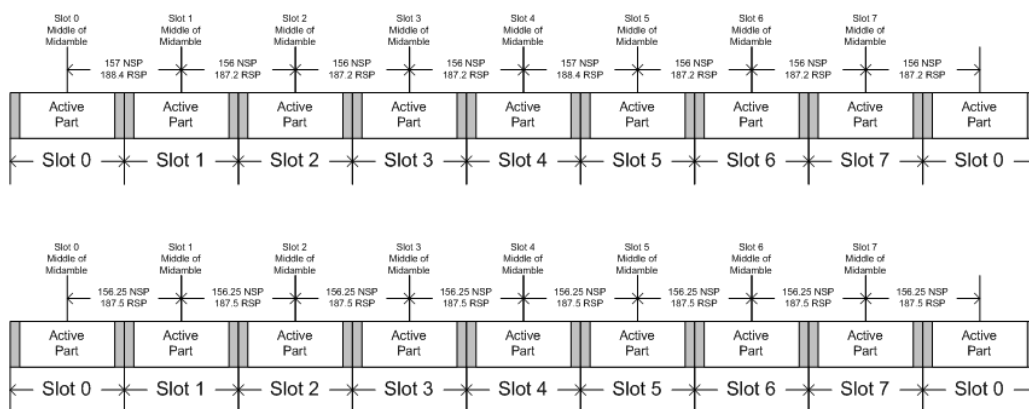 Slot 0 Slot 1 Slot 2 Slot 3 Slot 4 Slot 5 Slot 6 Slot 7
Middle of Middle of Middle of Middle of Middle of Middle of Middle of Middle of
Midamble Midamble Midamble Midamble Midamble Midamble Midamble Midamble
157 NSP 156 NSP 156 NSP 156 NSP 157 NSP 156 NSP 156 NSP 156 NSP
188.4 RSP 187.2 RSP 187.2 RSP 187.2 RSP 188.4 RSP 187.2 RSP 187.2 RSP 187.2 RSP
Active Active Active Active Active Active Active Active Active
Part Part Part Part Part Part Part Part Part
Slot 0 Slot 1 Slot 2 Slot 3 Slot 4 Slot 5 Slot 6 Slot 7 Slot 0
Slot 0 Slot 1 Slot 2 Slot 3 Slot 4 Slot 5 Slot 6 Slot 7
Middle of Middle of Middle of Middle of Middle of Middle of Middle of Middle of
Midamble Midamble Midamble Midamble Midamble Midamble Midamble Midamble
156.25 NSP 156.25 NSP 156.25 NSP 156.25 NSP 156.25 NSP 156.25 NSP 156.25 NSP 156.25 NSP
187.5 RSP 187.5 RSP 187.5 RSP 187.5 RSP 187.5 RSP 187.5 RSP 187.5 RSP 187.5 RSP
Active Active Active Active Active Active Active Active Active
Part Part Part Part Part Part Part Part Part
Slot 0 Slot 1 Slot 2 Slot 3 Slot 4 Slot 5 Slot 6 Slot 7 Slot 0